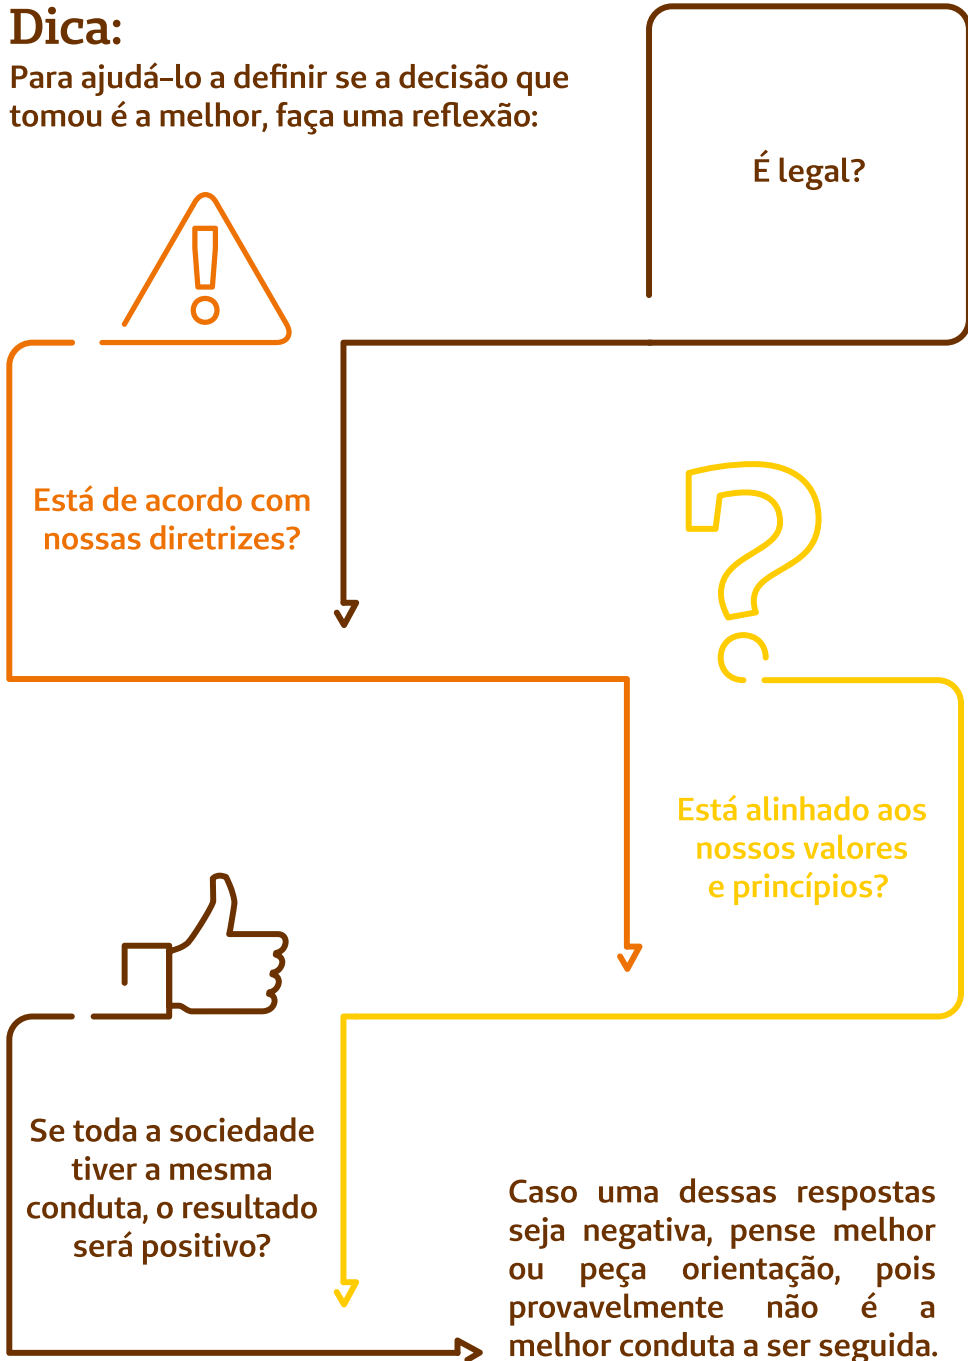 Dica:
Para ajudá-lo a definir se a decisão que
tomou é a melhor, faça uma reflexão:
É legal?
Está de acordo com
nossas diretrizes?
Está alinhado aos
nossos valores
e princípios?
Se toda a sociedade
tiver a mesma
conduta, o resultado
será positivo?
Caso uma dessas respostas
seja negativa, pense melhor
ou peça orientação, pois
provavelmente não é a
melhor conduta a ser seguida.